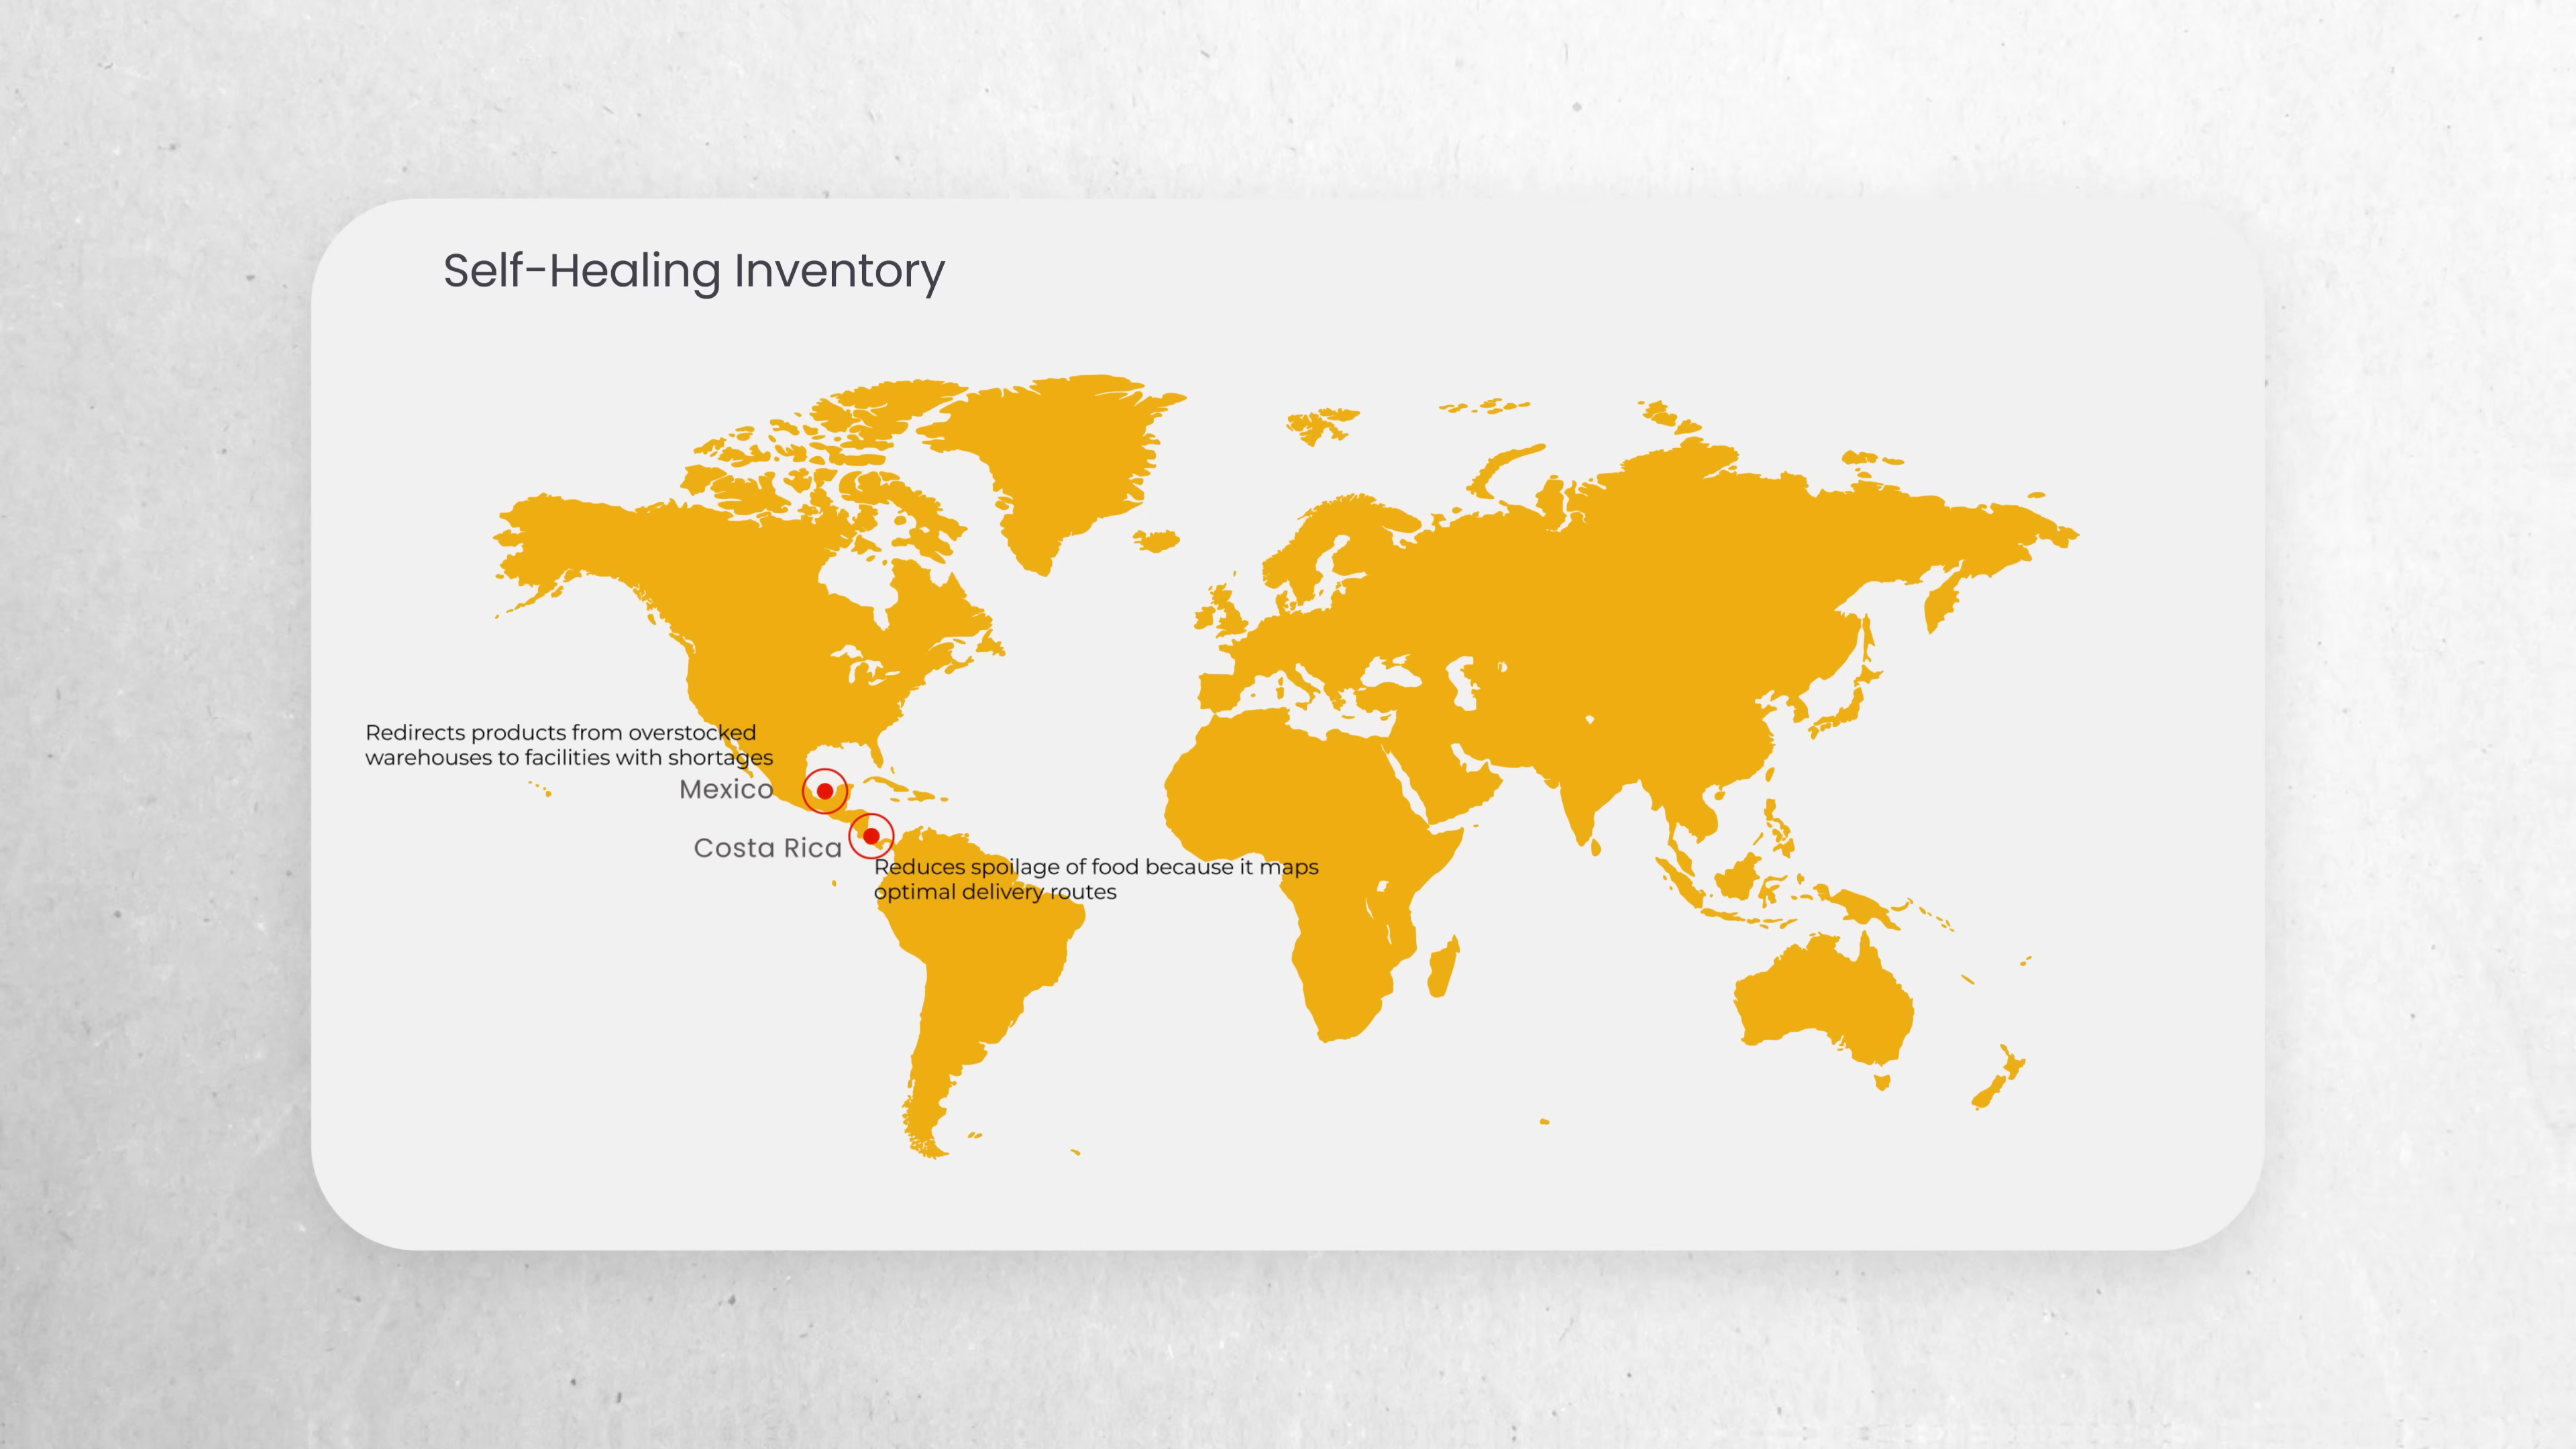 Self-Healing Inventory
Redirects products from overstocked
warehouses to facilities with shortages
Mexico
Costa Rica
Reduces spoilage of food because it maps
optimal delivery routes